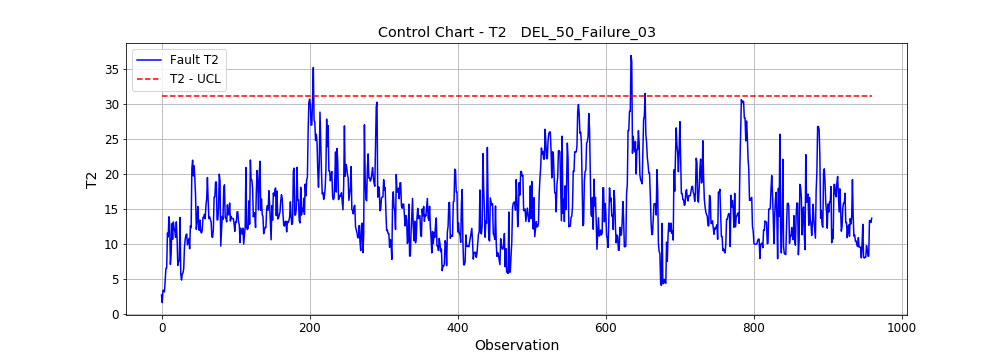 Control Chart - T2   DEL_50_Failure_03
Fault T2
T2 - UCL
T2
35
30
25
20
15
10
5
0
0 200 400 600 800 1000
Observation